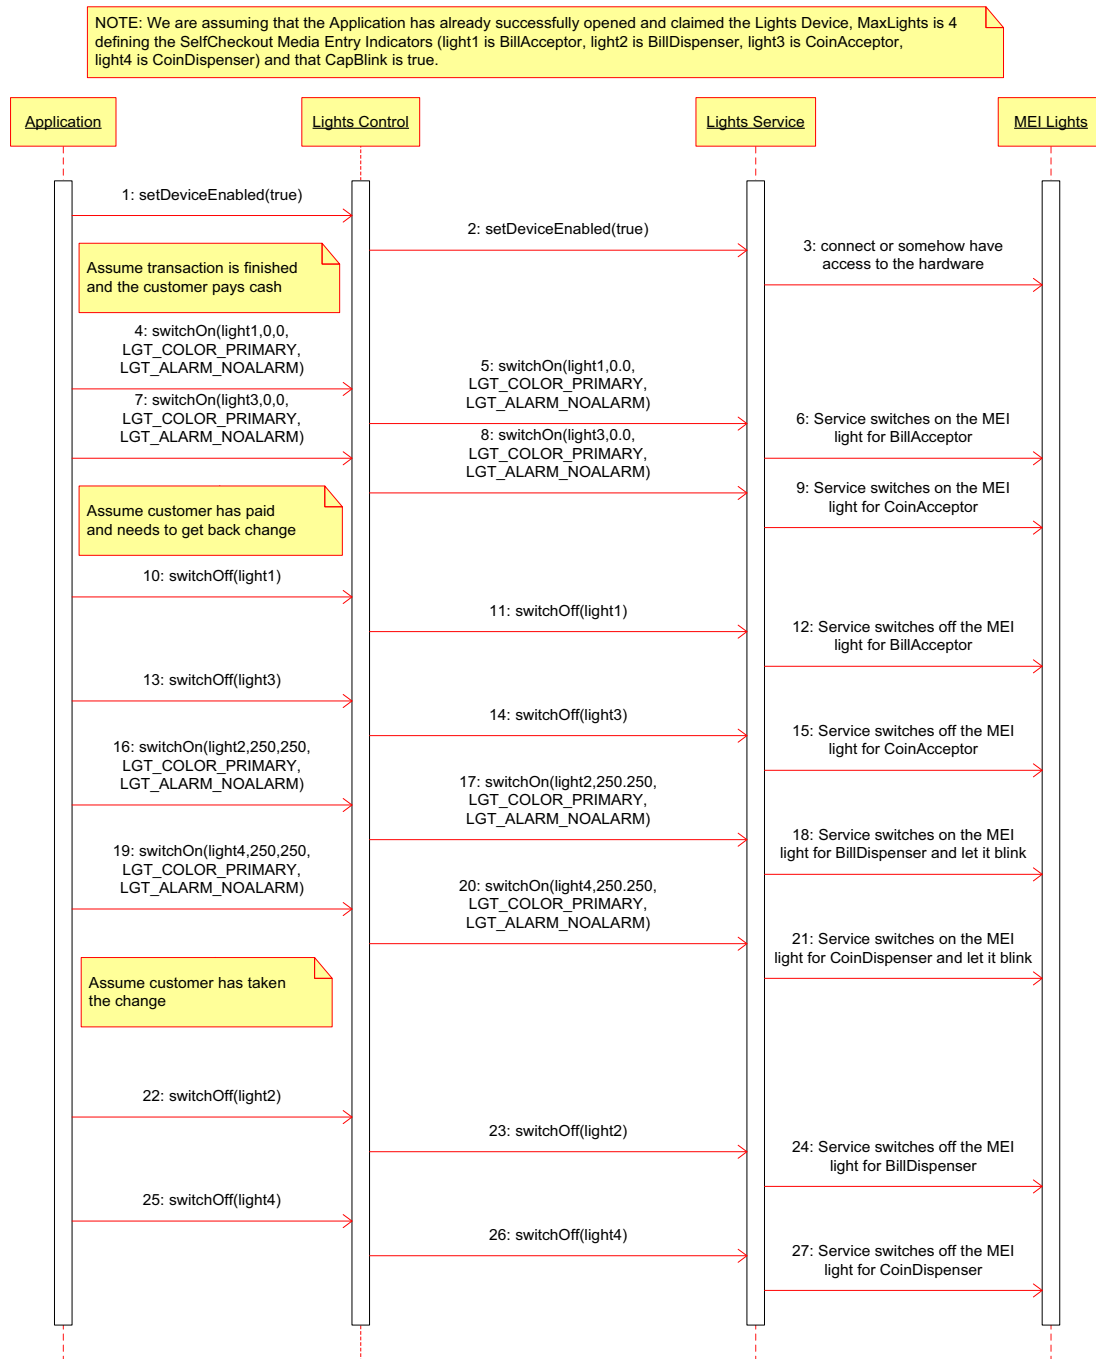 NOTE: We are assuming that the Application has already successfully opened and claimed the Lights Device, MaxLights is 4
defining the SelfCheckout Media Entry Indicators (light1 is BillAcceptor, light2 is BillDispenser, light3 is CoinAcceptor,
light4 is CoinDispenser) and that CapBlink is true.
Application
Lights Control
Lights Service
MEI Lights
1: setDeviceEnabled(true)
2: setDeviceEnabled(true)
3: connect or somehow have
access to the hardware
Assume transaction is finished
and the customer pays cash
4: switchOn(light1,0,0,
LGT_COLOR_PRIMARY,
LGT_ALARM_NOALARM)
5: switchOn(light1,0.0,
LGT_COLOR_PRIMARY,
LGT_ALARM_NOALARM)
6: Service switches on the MEI
light for BillAcceptor
7: switchOn(light3,0,0,
LGT_COLOR_PRIMARY,
LGT_ALARM_NOALARM)
8: switchOn(light3,0.0,
LGT_COLOR_PRIMARY,
LGT_ALARM_NOALARM)
9: Service switches on the MEI
light for CoinAcceptor
Assume customer has paid
and needs to get back change
10: switchOff(light1)
11: switchOff(light1)
12: Service switches off the MEI
light for BillAcceptor
13: switchOff(light3)
14: switchOff(light3)
15: Service switches off the MEI
light for CoinAcceptor
16: switchOn(light2,250,250,
LGT_COLOR_PRIMARY,
LGT_ALARM_NOALARM)
17: switchOn(light2,250.250,
LGT_COLOR_PRIMARY,
LGT_ALARM_NOALARM)
18: Service switches on the MEI
light for BillDispenser and let it blink
19: switchOn(light4,250,250,
LGT_COLOR_PRIMARY,
LGT_ALARM_NOALARM)
20: switchOn(light4,250.250,
LGT_COLOR_PRIMARY,
LGT_ALARM_NOALARM)
21: Service switches on the MEI
light for CoinDispenser and let it blink
Assume customer has taken
the change
22: switchOff(light2)
23: switchOff(light2)
24: Service switches off the MEI
light for BillDispenser
25: switchOff(light4)
26: switchOff(light4)
27: Service switches off the MEI
light for CoinDispenser